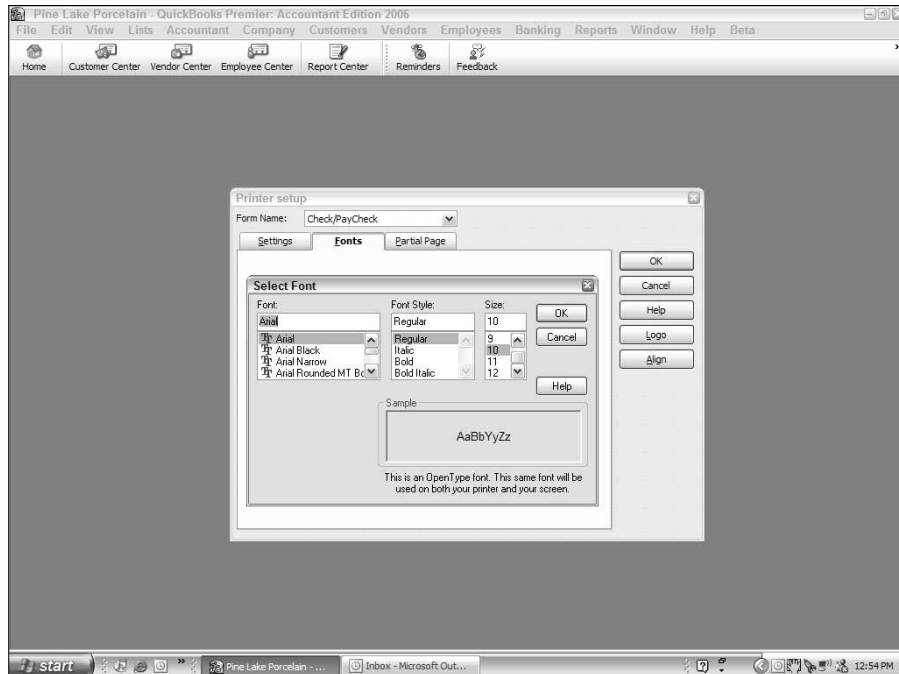 Pine Lake Porcelain - QuickBooks Premier: Accountant Edition 2006
File Edit View Lists Accountant Company Customers Vendors Employees Banking Reports Window Help Beta
Home Customer Center Vendor Center Employee Center Report Center Reminders Feedback
Printer setup
Form Name: Check/PayCheck
Settings Fonts Partial Page
OK
Cancel
Help
Logo
Align
Select Font
Font: Font Style: Size:
Arial Regular 10
Arial Regular 9
Arial Black Italic 10
Arial Narrow Bold 11
Arial Rounded MT Bo Bold Italic 12
OK
Cancel
Help
Sample
AaBbYyZz
This is an OpenType font. This same font will be
used on both your printer and your screen.
start Pine Lake Porcelain - ... Inbox - Microsoft Out... 12:54 PM